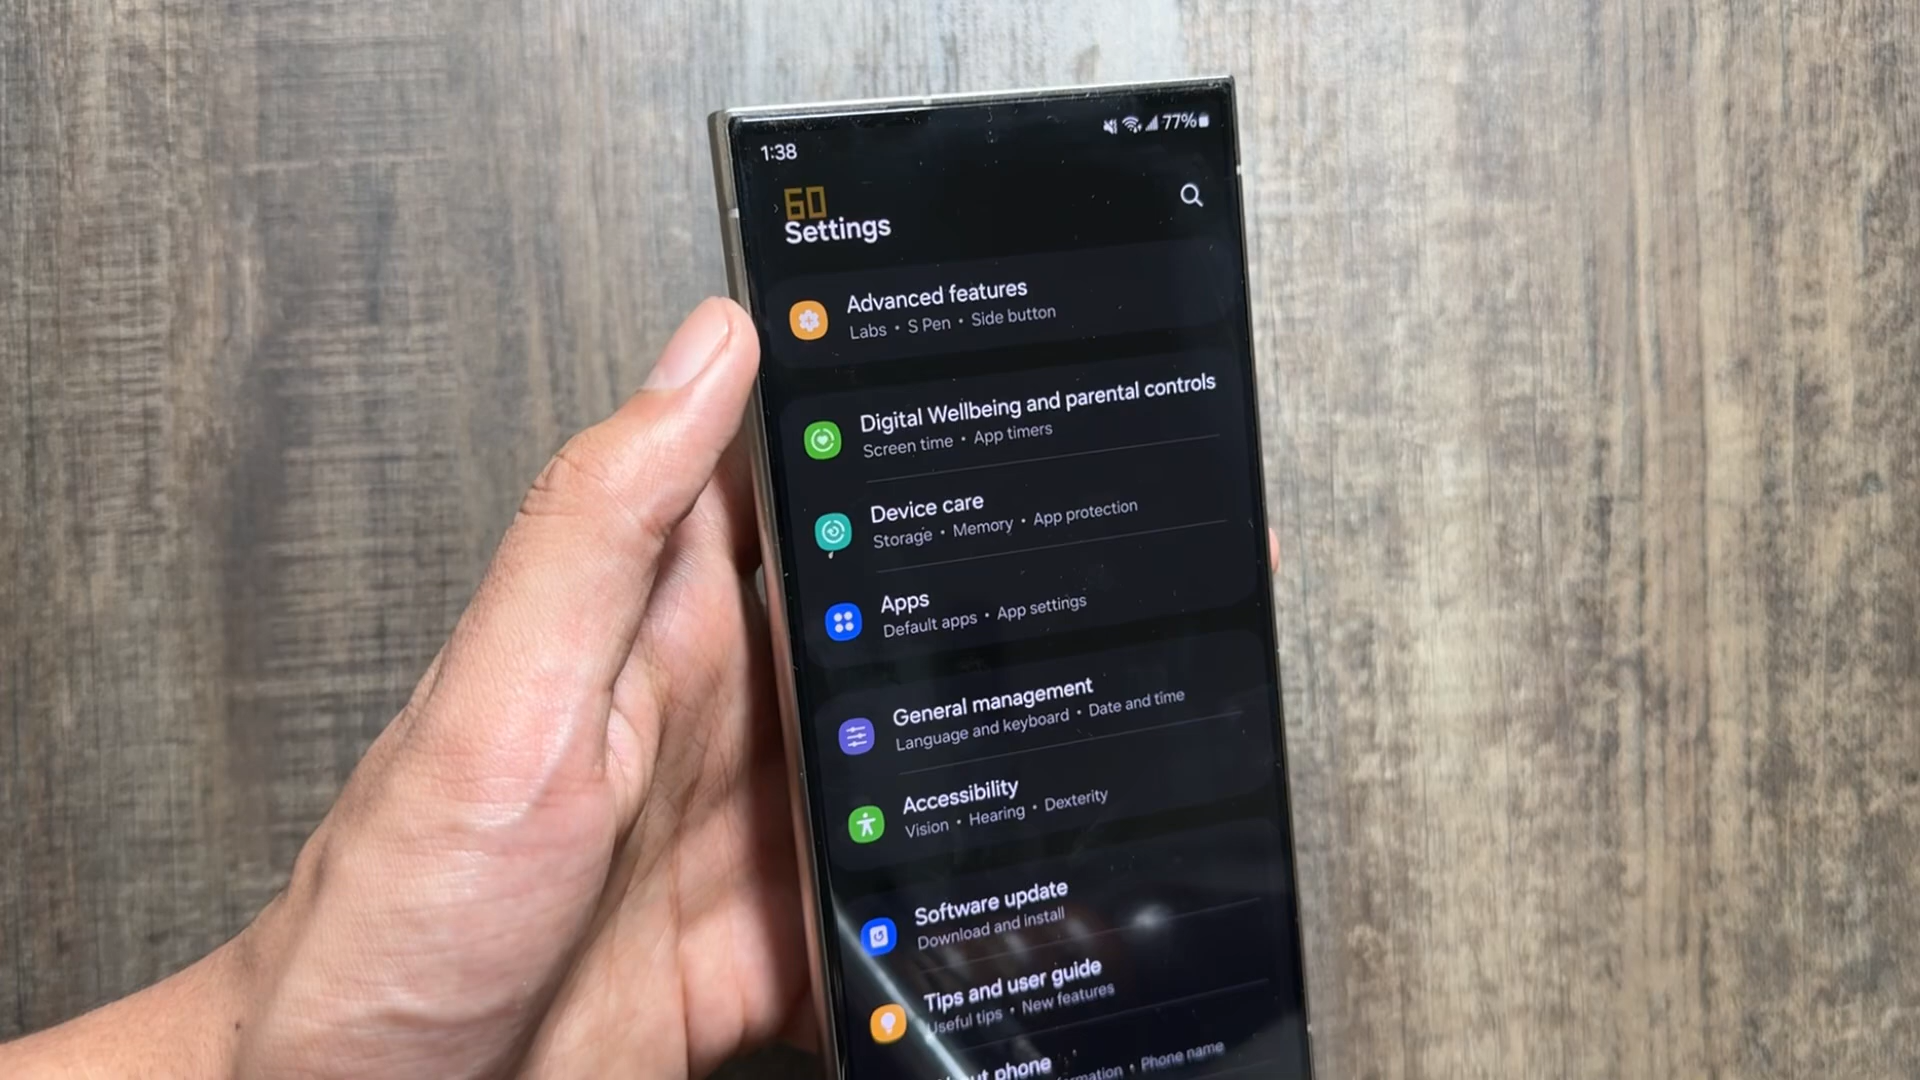 1:38
77%
60
Settings
Advanced features
Labs • S Pen • Side button
Digital Wellbeing and parental controls
Screen time • App timers
Device care
Storage • Memory • App protection
Apps
Default apps • App settings
General management
Language and keyboard • Date and time
Accessibility
Vision • Hearing • Dexterity
Software update
Download and install
Tips and user guide
Useful tips • New features
phone
• Phone name